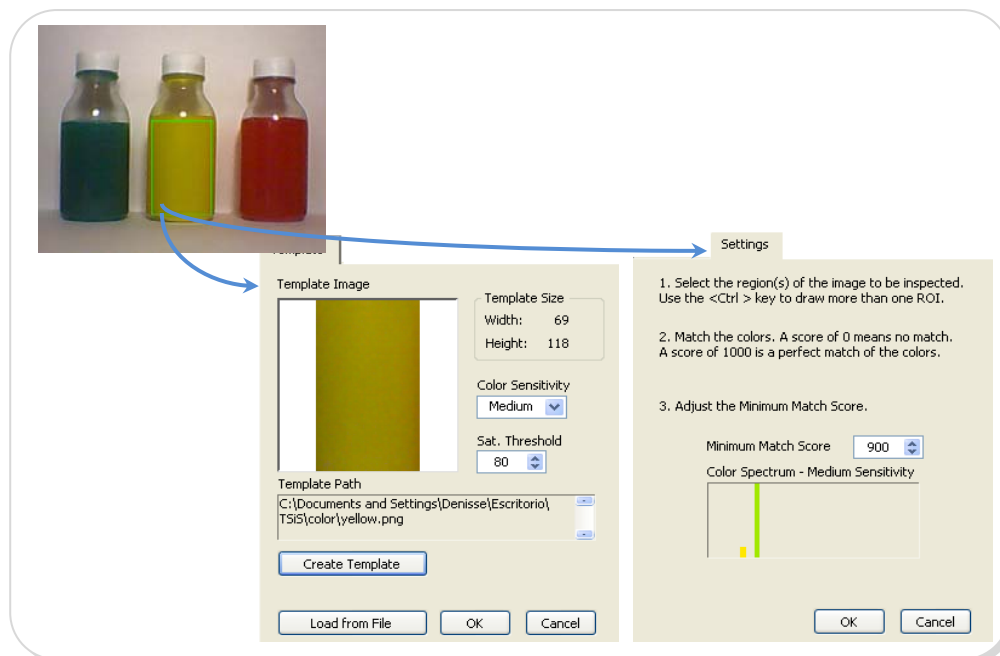 Template
Template Image
Template Size
Width: 69
Height: 118
Color Sensitivity
Medium
Sat. Threshold
80
Template Path
C:\Documents and Settings\Denisse\Escritorio\
TSiS\color\yellow.png
Create Template
Load from File
OK
Cancel
Settings
1. Select the region(s) of the image to be inspected.
Use the <Ctrl > key to draw more than one ROI.
2. Match the colors. A score of 0 means no match.
A score of 1000 is a perfect match of the colors.
3. Adjust the Minimum Match Score.
Minimum Match Score 900
Color Spectrum - Medium Sensitivity
OK
Cancel